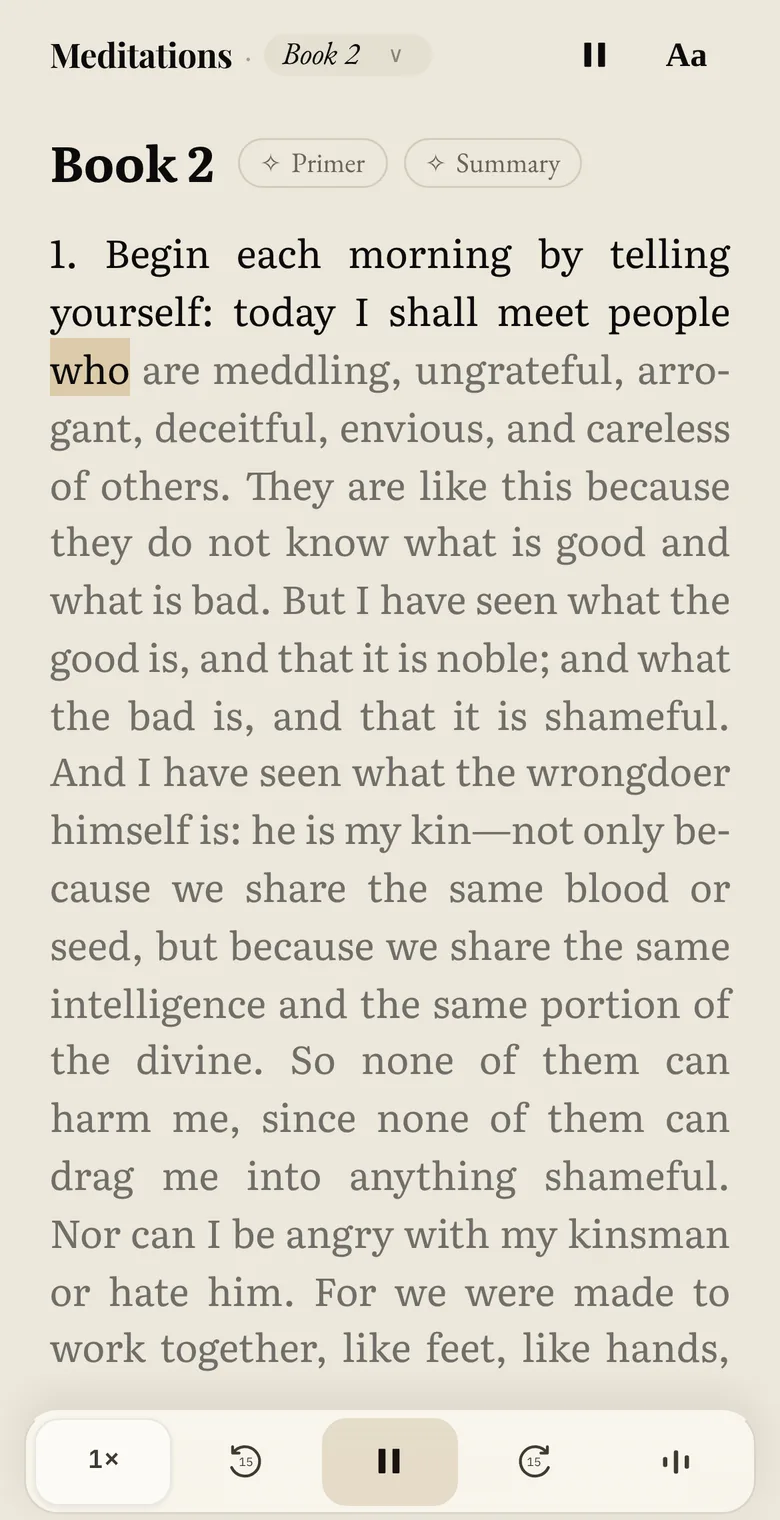 Meditations · Book 2
Aa
Book 2 Primer Summary
1. Begin each morning by telling
yourself: today I shall meet people
who are meddling, ungrateful, arro-
gant, deceitful, envious, and careless
of others. They are like this because
they do not know what is good and
what is bad. But I have seen what the
good is, and that it is noble; and what
the bad is, and that it is shameful.
And I have seen what the wrongdoer
himself is: he is my kin—not only be-
cause we share the same blood or
seed, but because we share the same
intelligence and the same portion of
the divine. So none of them can
harm me, since none of them can
drag me into anything shameful.
Nor can I be angry with my kinsman
or hate him. For we were made to
work together, like feet, like hands,
1× 15 15